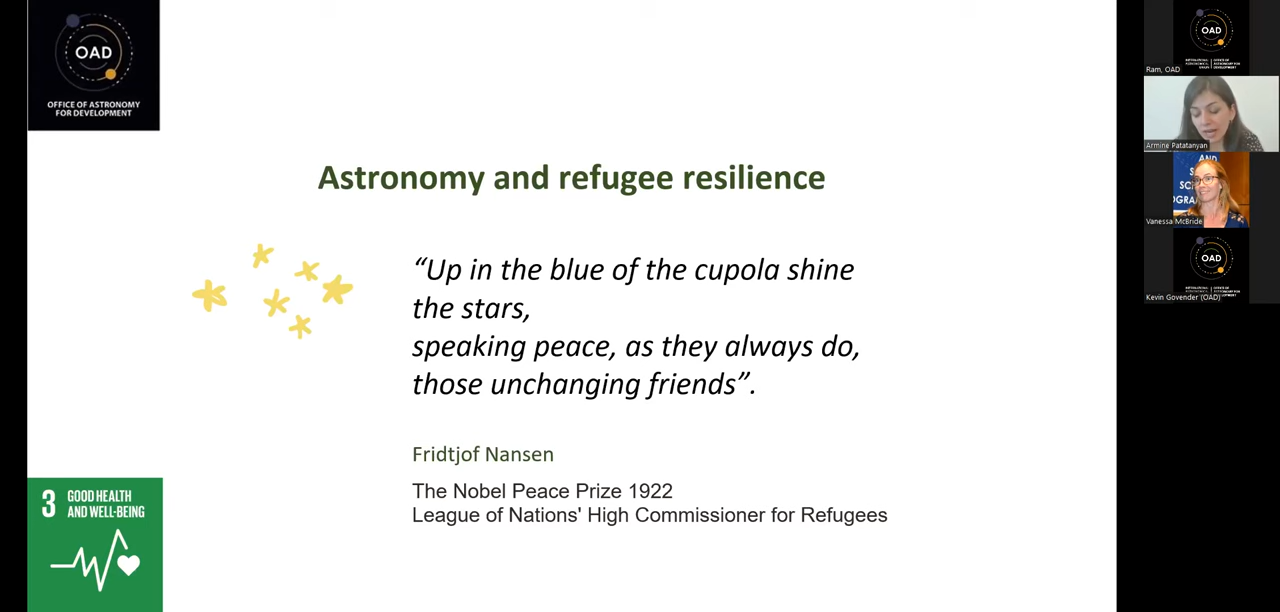 OAD
OFFICE OF ASTRONOMY
FOR DEVELOPMENT
Astronomy and refugee resilience
“Up in the blue of the cupola shine
the stars,
speaking peace, as they always do,
those unchanging friends”.
Fridtjof Nansen
The Nobel Peace Prize 1922
League of Nations' High Commissioner for Refugees
3 GOOD HEALTH
AND WELL-BEING
OAD
Ram, OAD
Armine Patatanyan
AND
Vanessa McBride
OAD
Kevin Govender (OAD)